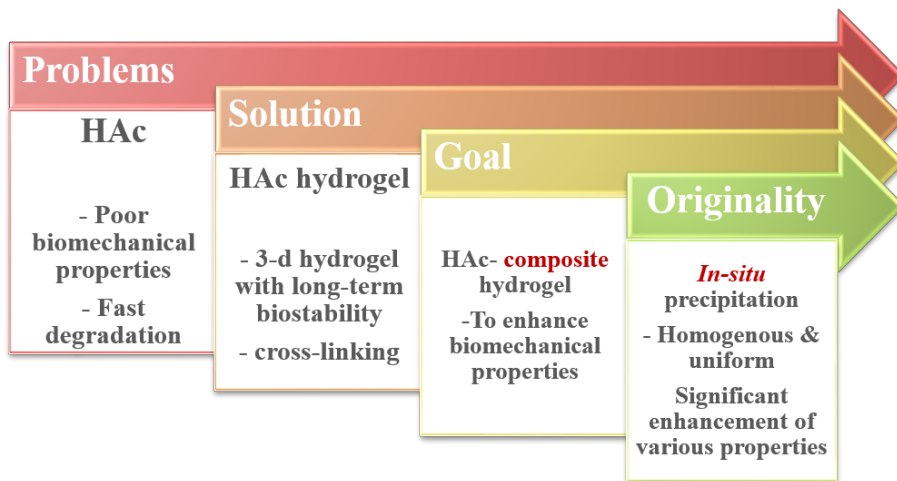 Problems
HAc
- Poor
biomechanical
properties
- Fast
degradation
Solution
HAc hydrogel
- 3-d hydrogel
with long-term
biostability
- cross-linking
Goal
HAc- composite
hydrogel
-To enhance
biomechanical
properties
Originality
In-situ
precipitation
- Homogenous &
uniform
Significant
enhancement of
various properties